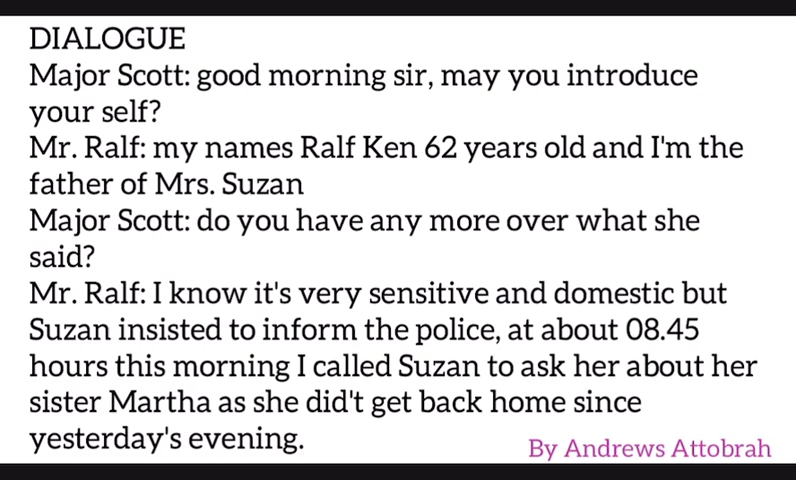 DIALOGUE
Major Scott: good morning sir, may you introduce
your self?
Mr. Ralf: my names Ralf Ken 62 years old and I'm the
father of Mrs. Suzan
Major Scott: do you have any more over what she
said?
Mr. Ralf: I know it's very sensitive and domestic but
Suzan insisted to inform the police, at about 08.45
hours this morning I called Suzan to ask her about her
sister Martha as she did't get back home since
yesterday's evening.
By Andrews Attobrah